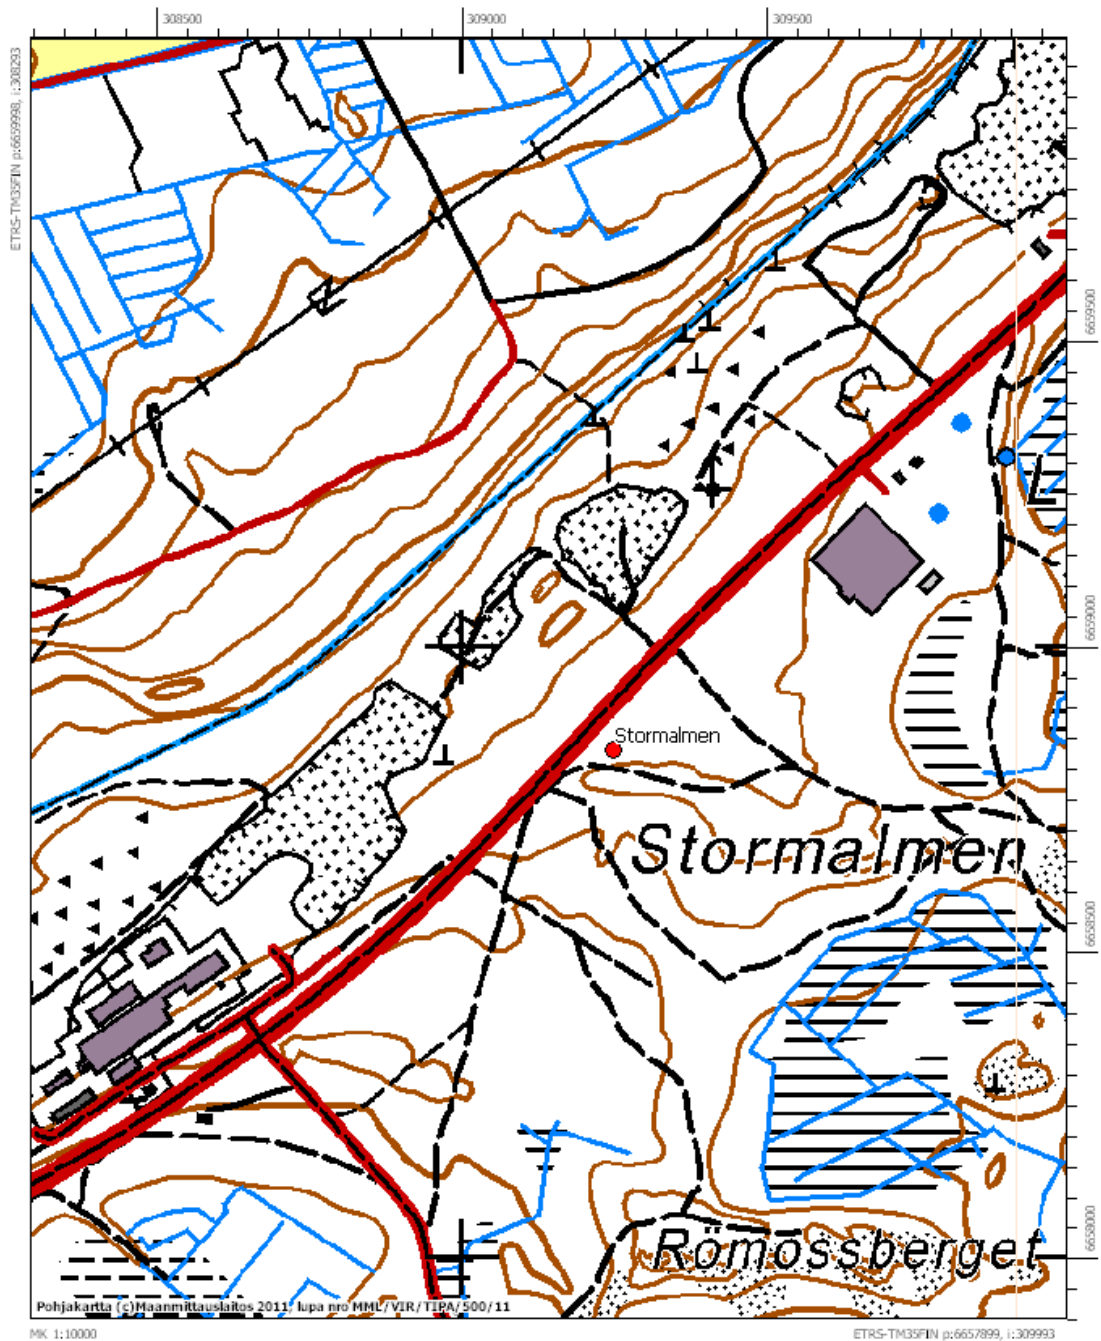 308500
309000
309500
ETRS-TM35FIN p:6659998, i:308293
6659500
6659000
Stormalmen
Stormalmen
6658500
6658000
Römossberget
Pohjakartta (c)Maanmittauslaitos 2011, lupa nro MML/VIR/TIPA/500/11
MK 1:10000
ETRS-TM35FIN p:6657899, i:309993